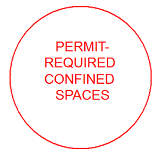 PERMIT-
REQUIRED
CONFINED
SPACES